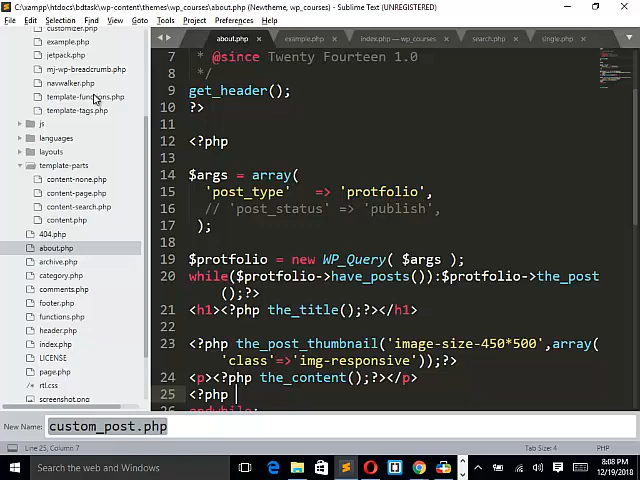 C:\xampp\htdocs\bdtask\wp-content\themes\wp_courses\about.php (Newtheme, wp_courses) - Sublime Text (UNREGISTERED)
File Edit Selection Find View Goto Tools Project Preferences Help
customizer.php
example.php
jetpack.php
mj-wp-breadcrumb.php
navwalker.php
template-functions.php
template-tags.php
js
languages
layouts
template-parts
content-none.php
content-page.php
content-search.php
content.php
404.php
about.php
archive.php
category.php
comments.php
footer.php
functions.php
header.php
index.php
LICENSE
page.php
rtl.css
screenshot.png
about.php example.php index.php — wp_courses search.php single.php
7 * @since Twenty Fourteen 1.0
8 */
9 get_header();
10 ?>
11
12 <?php
13
14 $args = array(
15 'post_type' => 'protfolio',
16 // 'post_status' => 'publish',
17 );
18
19 $protfolio = new WP_Query( $args );
20 while($protfolio->have_posts()):$protfolio->the_post
();?>
21 <h1><?php the_title();?></h1>
22
23 <?php the_post_thumbnail('image-size-450*500',array(
'class'=>'img-responsive'));?>
24 <p><?php the_content();?></p>
25 <?php
26 endwhile;
New Name: custom_post.php
Line 25, Column 7 Tab Size: 4 PHP
Search the web and Windows
8:08 PM
12/19/2018